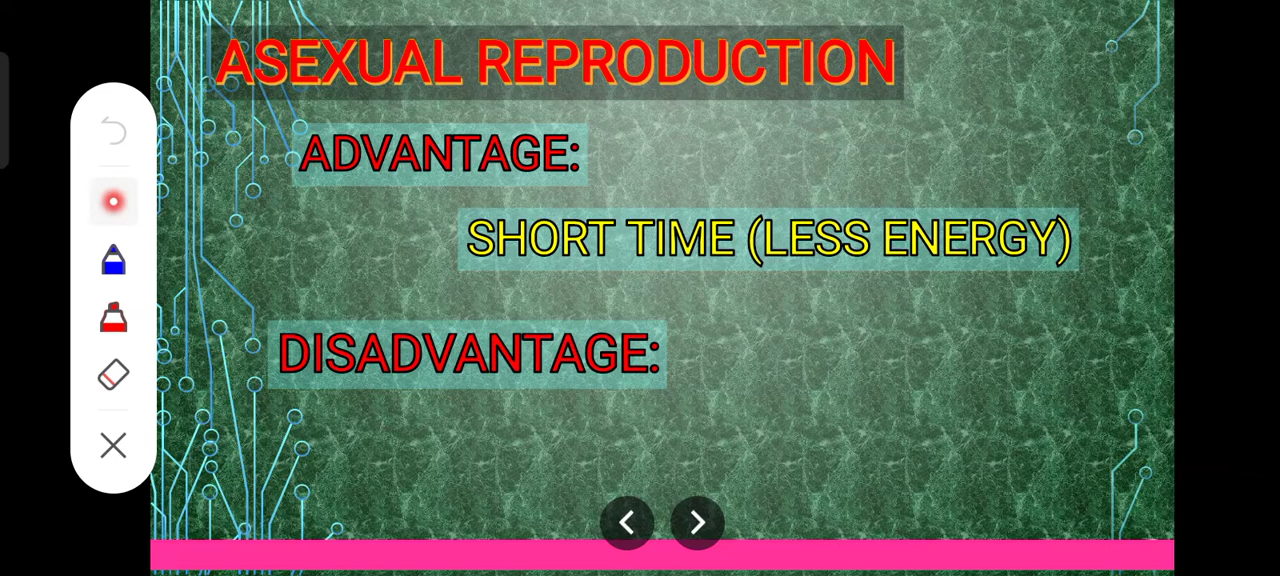 ASEXUAL REPRODUCTION
ADVANTAGE:
SHORT TIME (LESS ENERGY)
DISADVANTAGE: